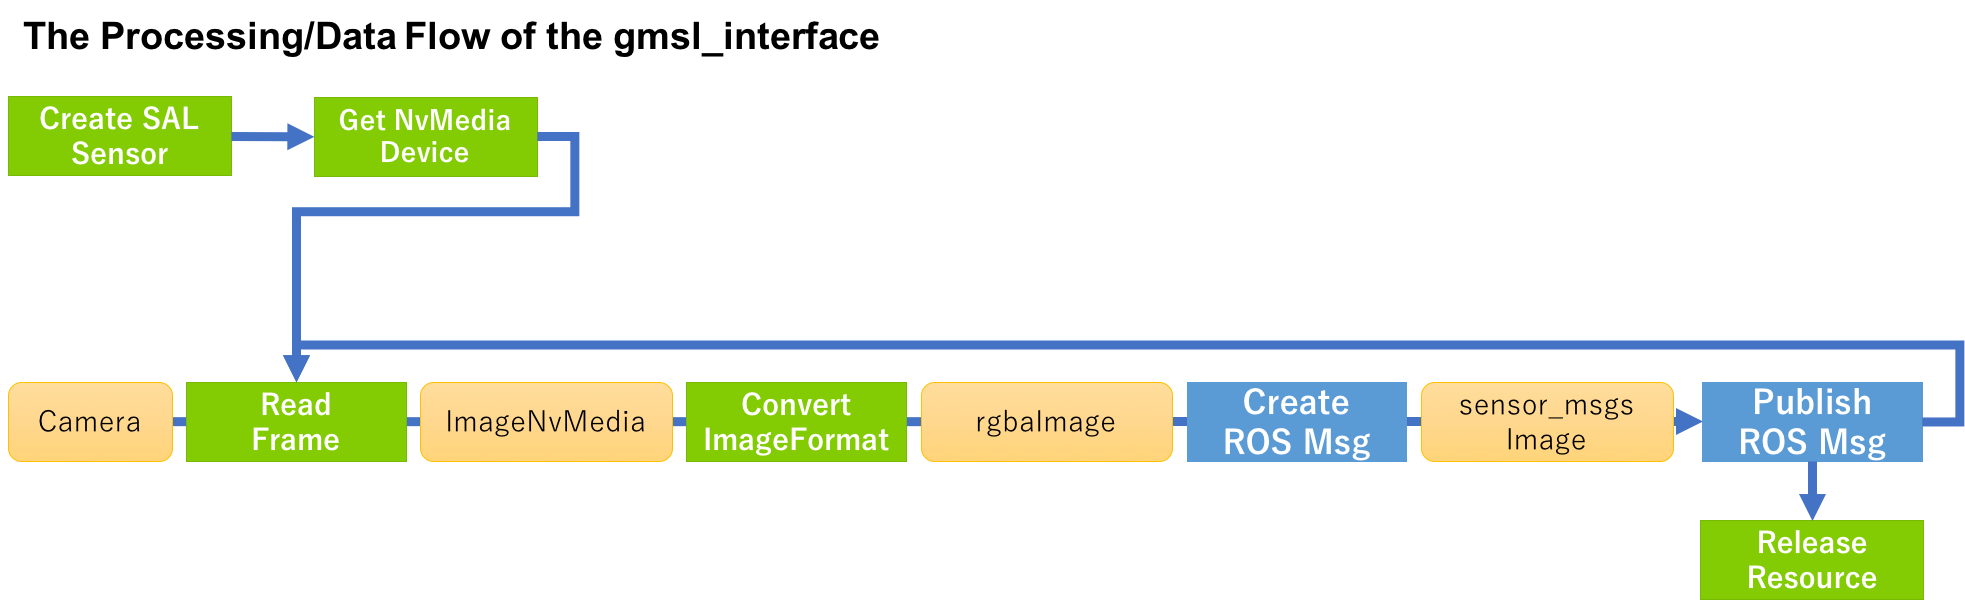 The Processing/Data Flow of the gmsl_interface
Create SAL
Sensor
Get NvMedia
Device
Camera
Read
Frame
ImageNvMedia
Convert
ImageFormat
rgbaImage
Create
ROS Msg
sensor_msgs
Image
Publish
ROS Msg
Release
Resource